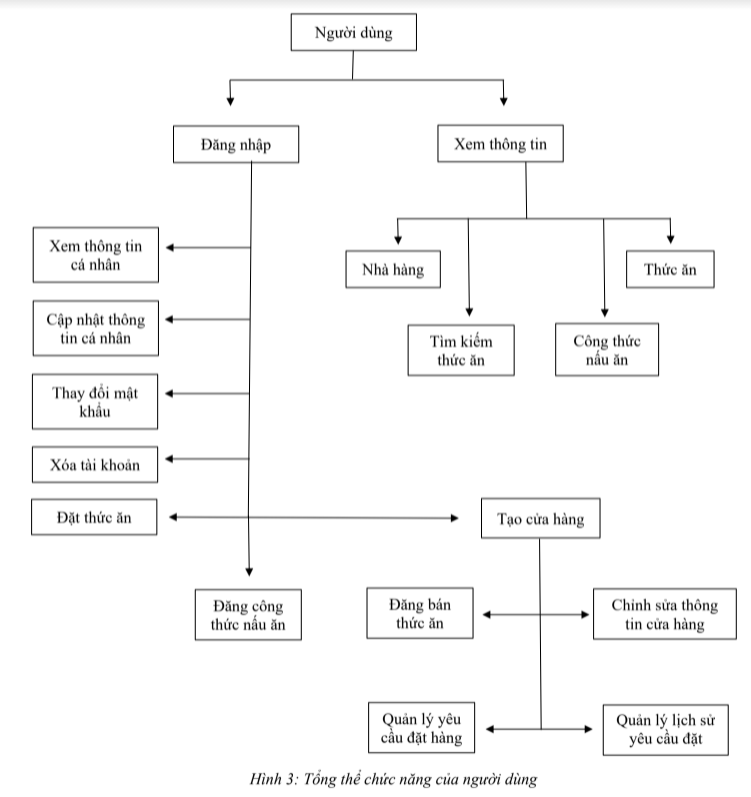 Người dùng
Đăng nhập
Xem thông tin
Xem thông tin
cá nhân
Nhà hàng
Thức ăn
Cập nhật thông
tin cá nhân
Tìm kiếm
thức ăn
Công thức
nấu ăn
Thay đổi mật
khẩu
Xóa tài khoản
Đặt thức ăn
Tạo cửa hàng
Đăng công
thức nấu ăn
Đăng bán
thức ăn
Chỉnh sửa thông
tin cửa hàng
Quản lý yêu
cầu đặt hàng
Quản lý lịch sử
yêu cầu đặt
Hình 3: Tổng thể chức năng của người dùng